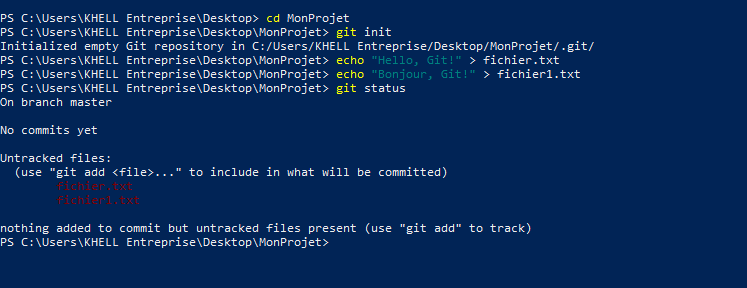 PS C:\Users\KHELL Entreprise\Desktop> cd MonProjet
PS C:\Users\KHELL Entreprise\Desktop\MonProjet> git init
Initialized empty Git repository in C:/Users/KHELL Entreprise/Desktop/MonProjet/.git/
PS C:\Users\KHELL Entreprise\Desktop\MonProjet> echo "Hello, Git!" > fichier.txt
PS C:\Users\KHELL Entreprise\Desktop\MonProjet> echo "Bonjour, Git!" > fichier1.txt
PS C:\Users\KHELL Entreprise\Desktop\MonProjet> git status
On branch master
No commits yet
Untracked files:
(use "git add <file>..." to include in what will be committed)
fichier.txt
fichier1.txt
nothing added to commit but untracked files present (use "git add" to track)
PS C:\Users\KHELL Entreprise\Desktop\MonProjet>